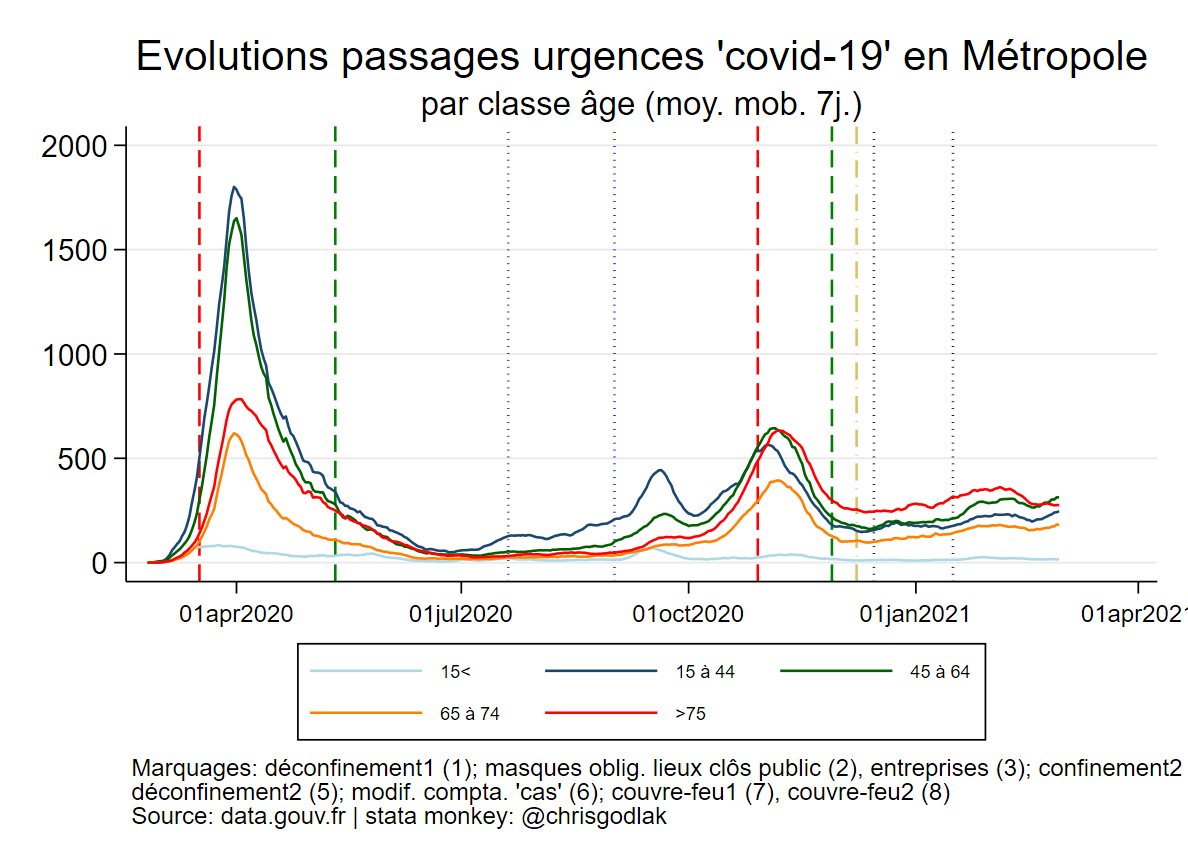 Evolutions passages urgences 'covid-19' en Métropole
par classe âge (moy. mob. 7j.)
2000
1500
1000
500
0
01apr2020 01jul2020 01oct2020 01jan2021 01apr2021
15< 15 à 44 45 à 64
65 à 74 >75
Marquages: déconfinement1 (1); masques oblig. lieux clôs public (2), entreprises (3); confinement2
déconfinement2 (5); modif. compta. 'cas' (6); couvre-feu1 (7), couvre-feu2 (8)
Source: data.gouv.fr | stata monkey: @chrisgodlak